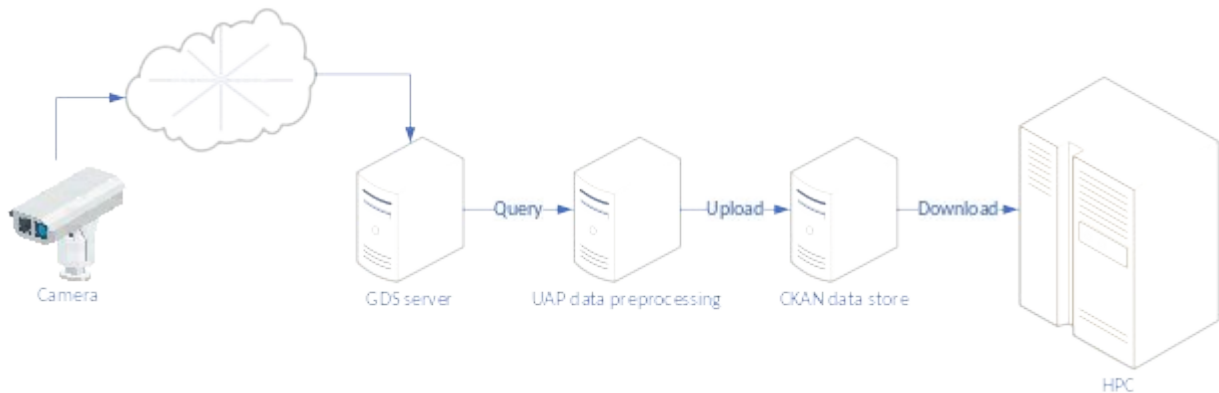 Query
Upload
Download
Camera
GDS server
UAP data preprocessing
CKAN data store
HPC